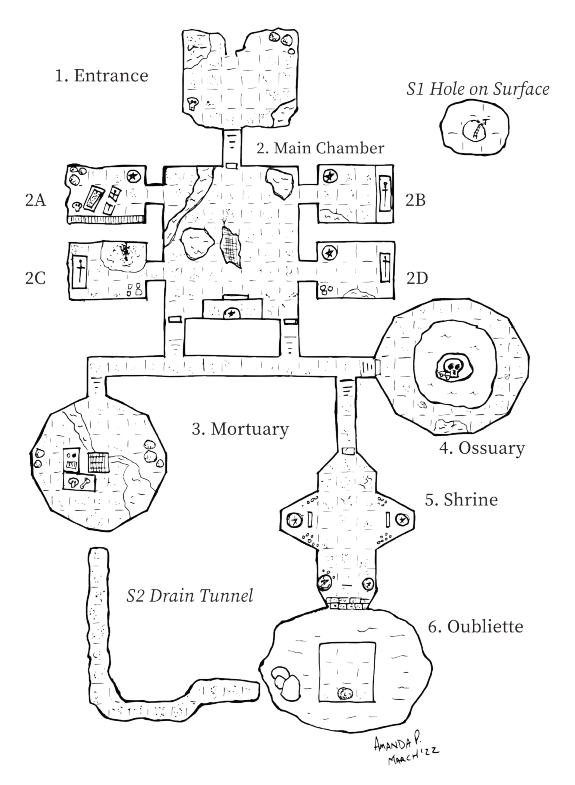 1. Entrance
S1 Hole on Surface
2. Main Chamber
2A
2B
2C
2D
3. Mortuary
4. Ossuary
5. Shrine
S2 Drain Tunnel
6. Oubliette
AMANDA P.
MARCH '22